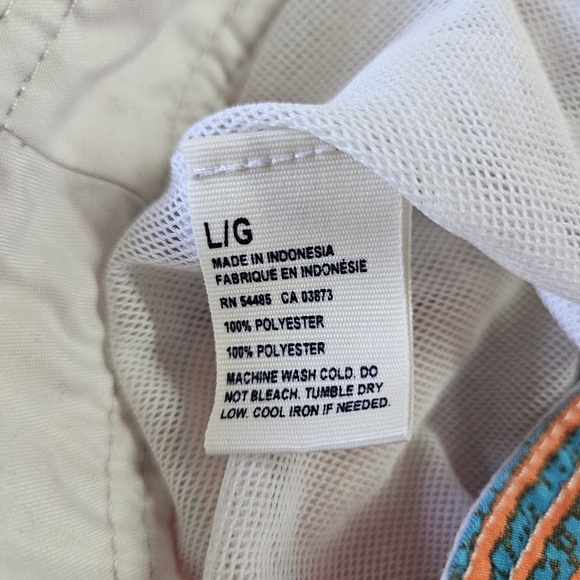 L/G
MADE IN INDONESIA
FABRIQUE EN INDONÉSIE
RN 54485 CA 03873
100% POLYESTER
100% POLYESTER
MACHINE WASH COLD. DO
NOT BLEACH. TUMBLE DRY
LOW. COOL IRON IF NEEDED.